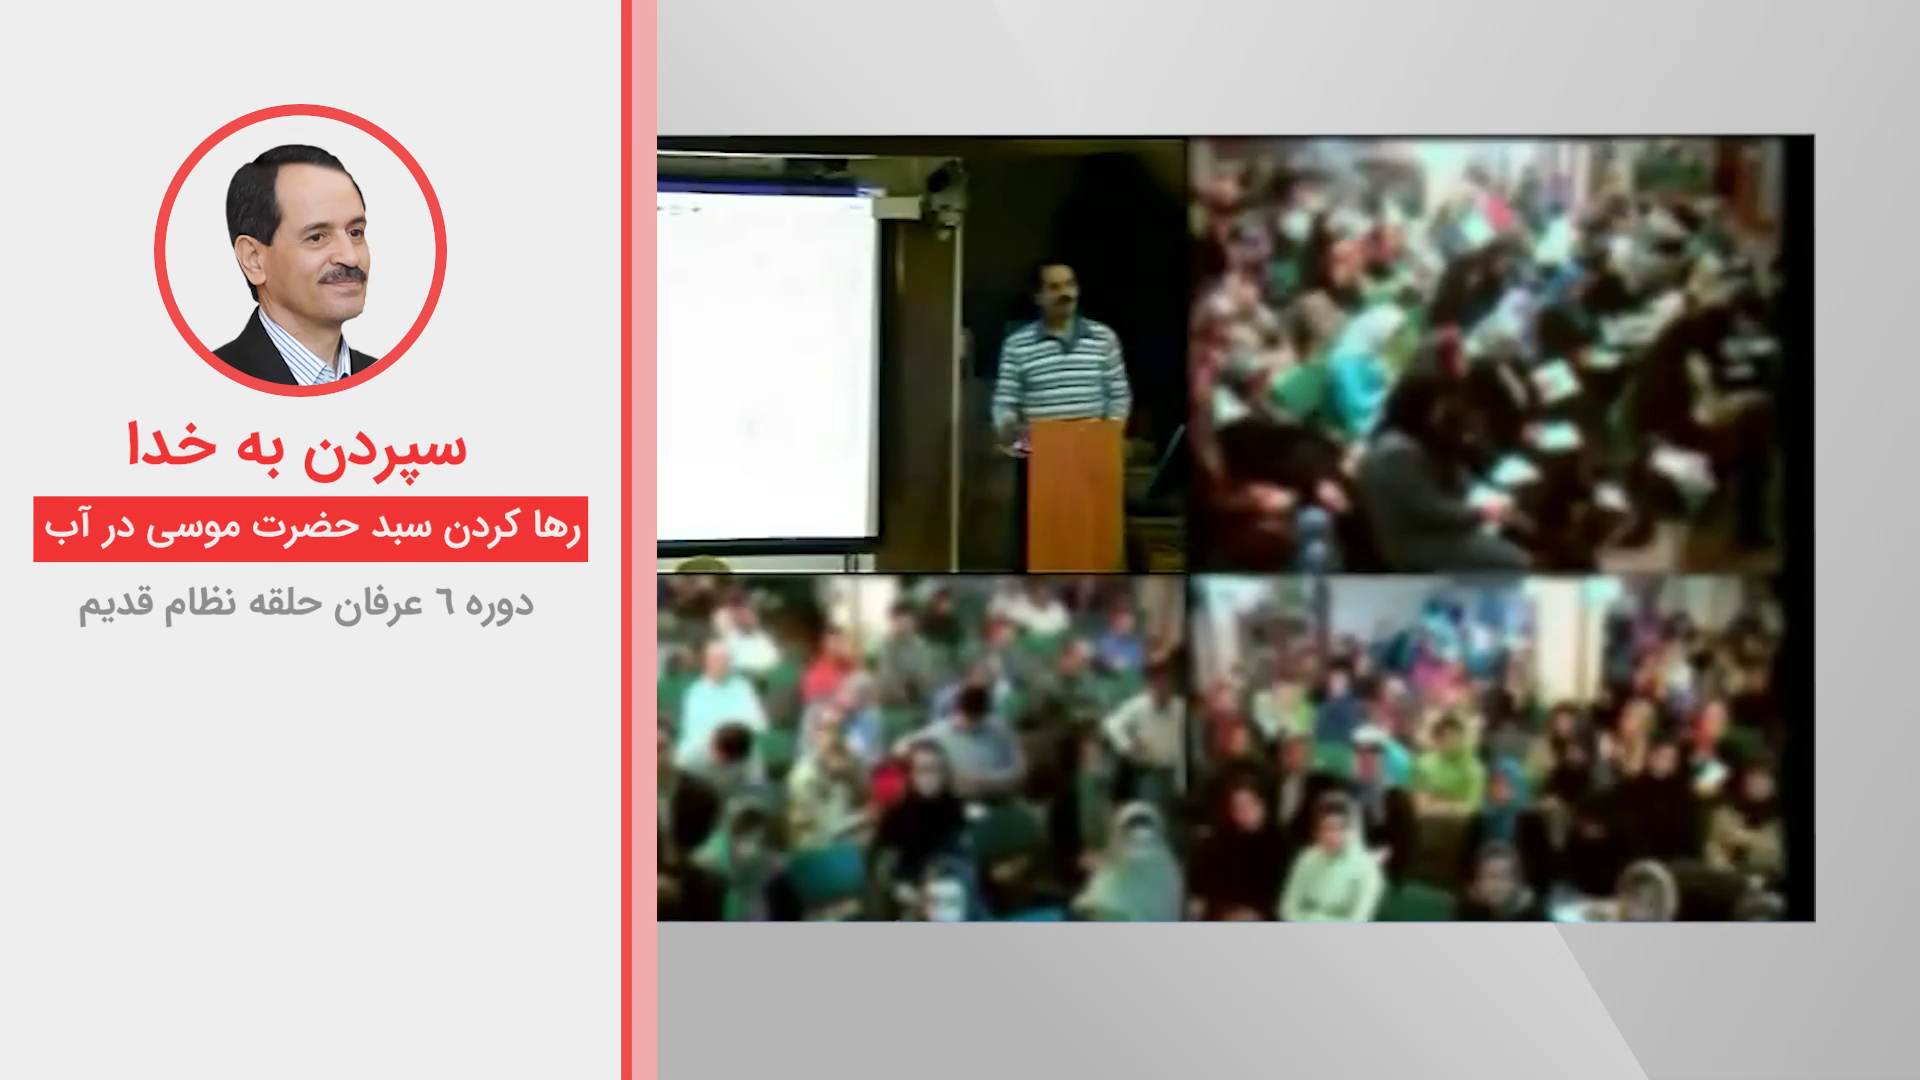 سپردن به خدا
رها کردن سبد حضرت موسی در آب
دوره ٦ عرفان حلقه نظام قدیم